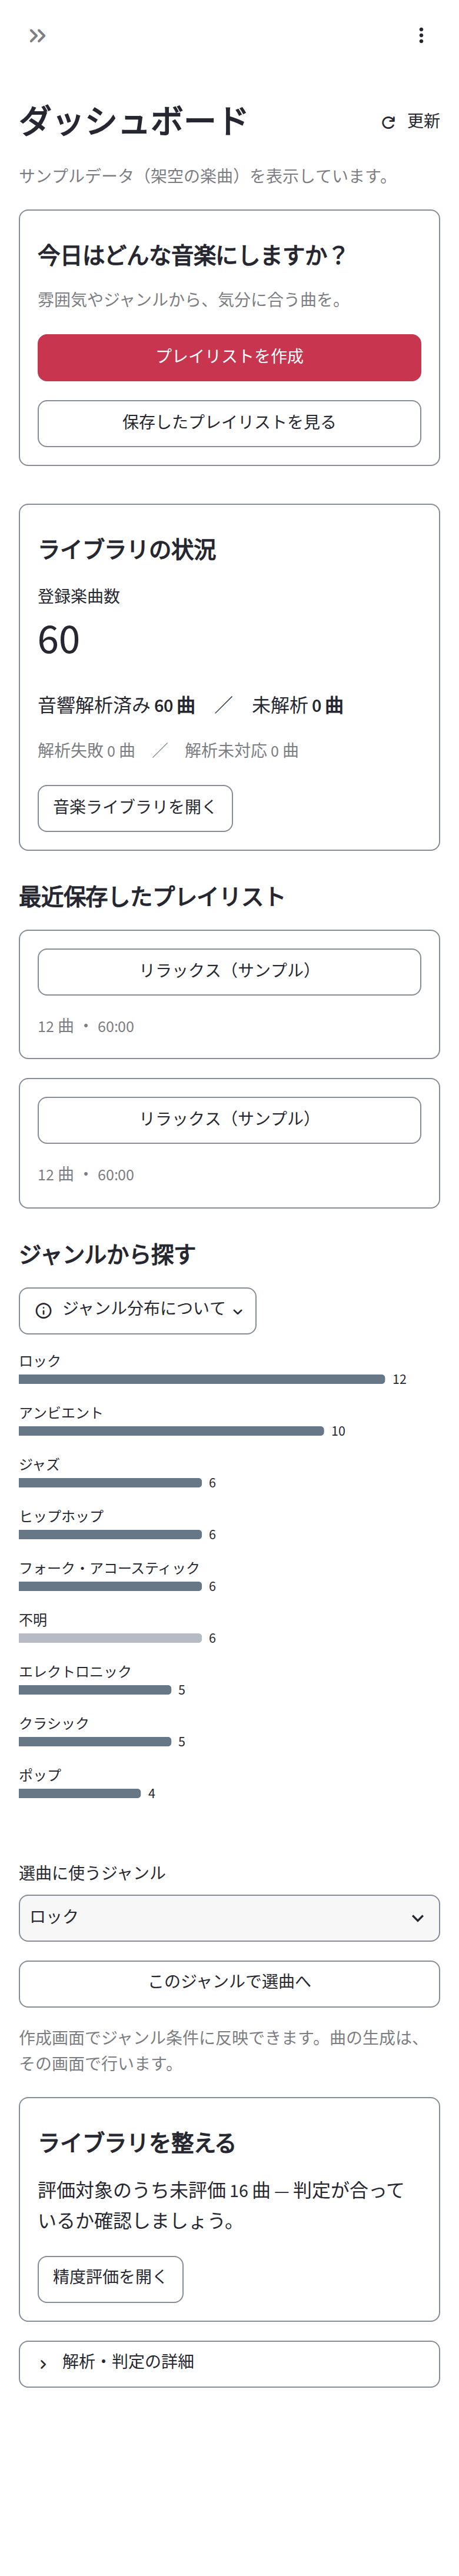 ダッシュボード
更新
サンプルデータ（架空の楽曲）を表示しています。
今日はどんな音楽にしますか？
雰囲気やジャンルから、気分に合う曲を。
プレイリストを作成
保存したプレイリストを見る
ライブラリの状況
登録楽曲数
60
音響解析済み 60 曲　／　未解析 0 曲
解析失敗 0 曲　／　解析未対応 0 曲
音楽ライブラリを開く
最近保存したプレイリスト
リラックス（サンプル）
12 曲 ・ 60:00
リラックス（サンプル）
12 曲 ・ 60:00
ジャンルから探す
ジャンル分布について
ロック
12
アンビエント
10
ジャズ
6
ヒップホップ
6
フォーク・アコースティック
6
不明
6
エレクトロニック
5
クラシック
5
ポップ
4
選曲に使うジャンル
ロック
このジャンルで選曲へ
作成画面でジャンル条件に反映できます。曲の生成は、
その画面で行います。
ライブラリを整える
評価対象のうち未評価 16 曲 — 判定が合って
いるか確認しましょう。
精度評価を開く
解析・判定の詳細